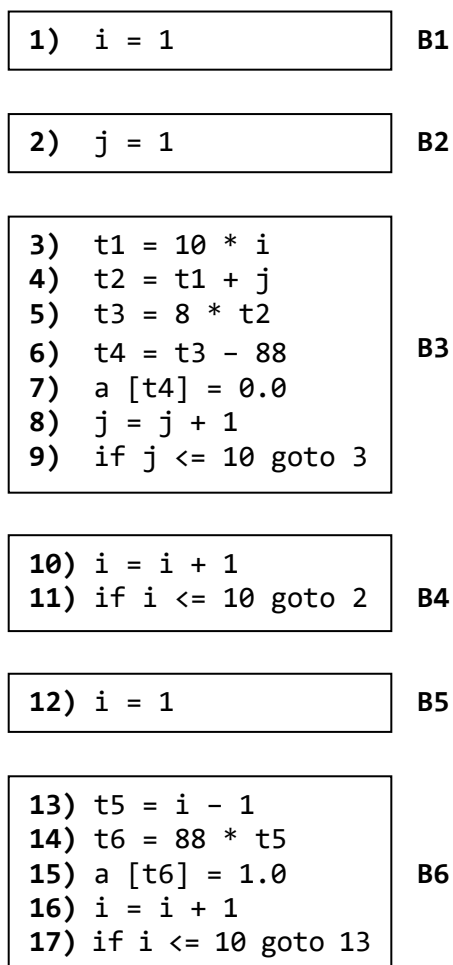 1) i = 1 B1
2) j = 1 B2
3) t1 = 10 * i
4) t2 = t1 + j
5) t3 = 8 * t2
6) t4 = t3 – 88 B3
7) a [t4] = 0.0
8) j = j + 1
9) if j <= 10 goto 3
10) i = i + 1
11) if i <= 10 goto 2 B4
12) i = 1 B5
13) t5 = i – 1
14) t6 = 88 * t5
15) a [t6] = 1.0 B6
16) i = i + 1
17) if i <= 10 goto 13